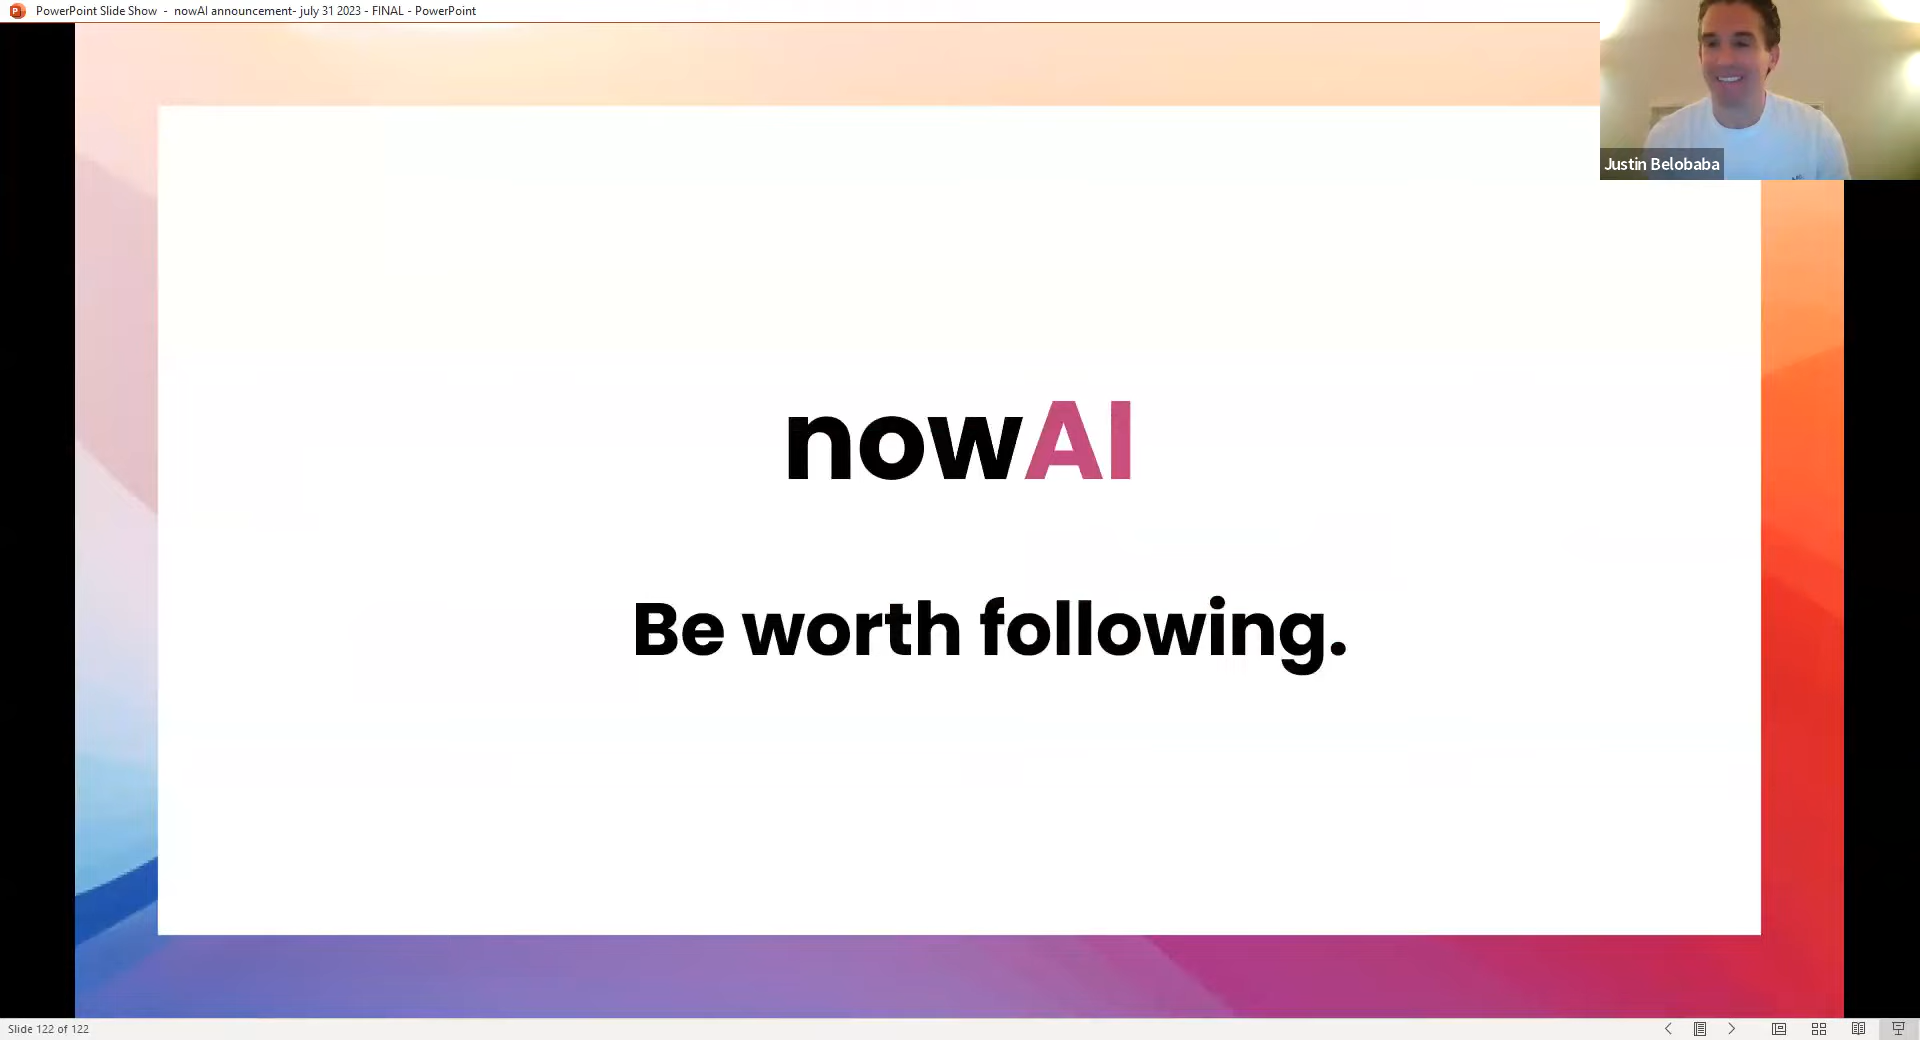 PowerPoint Slide Show - nowAI announcement- july 31 2023 - FINAL - PowerPoint
Justin Belobaba
nowAI
Be worth following.
Slide 122 of 122